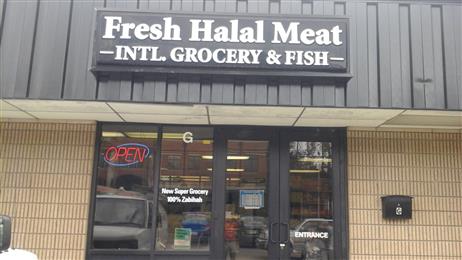 Fresh Halal Meat
-INTL. GROCERY & FISH-
G
OPEN
New Super Grocery
100% Zabihah
ENTRANCE
G